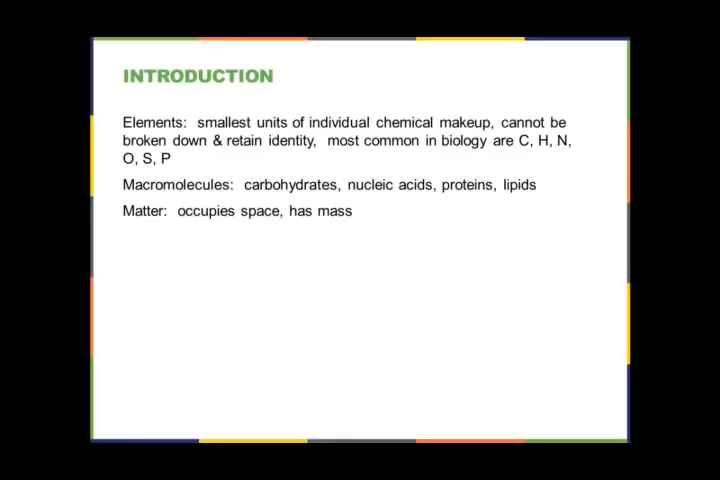 INTRODUCTION
Elements: smallest units of individual chemical makeup, cannot be
broken down & retain identity, most common in biology are C, H, N,
O, S, P
Macromolecules: carbohydrates, nucleic acids, proteins, lipids
Matter: occupies space, has mass